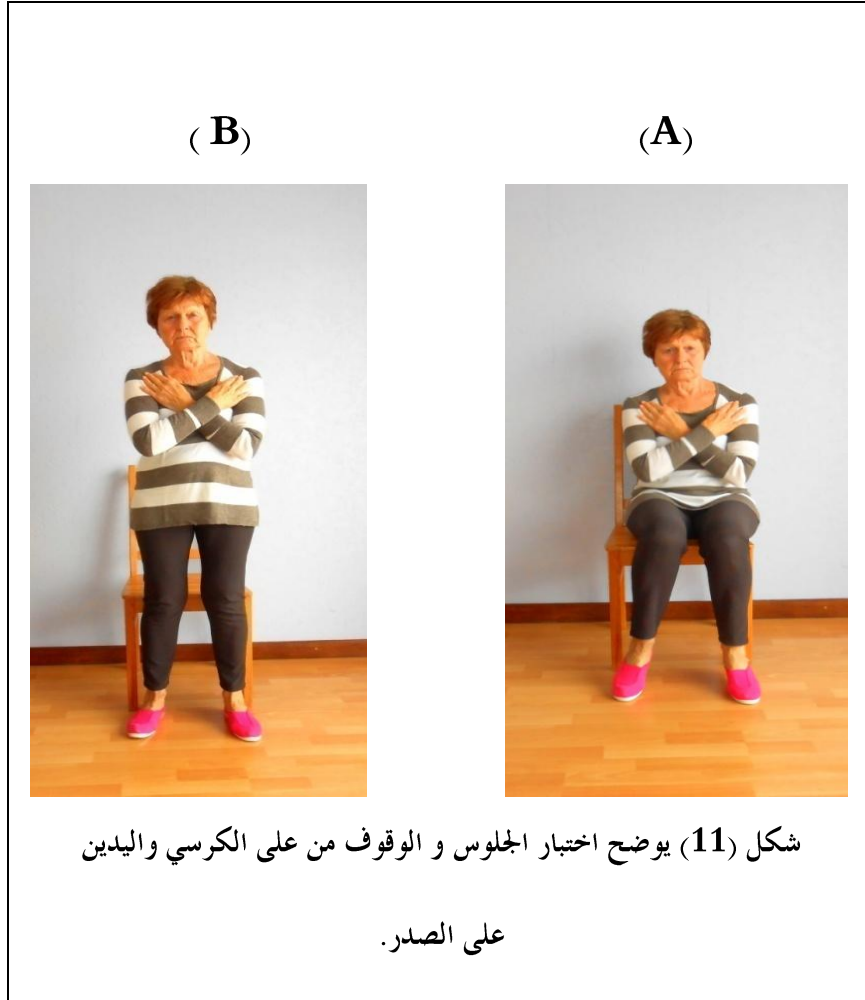 (A)
( B)
شكل (11) يوضح اختبار الجلوس و الوقوف من على الكرسي واليدين
على الصدر.